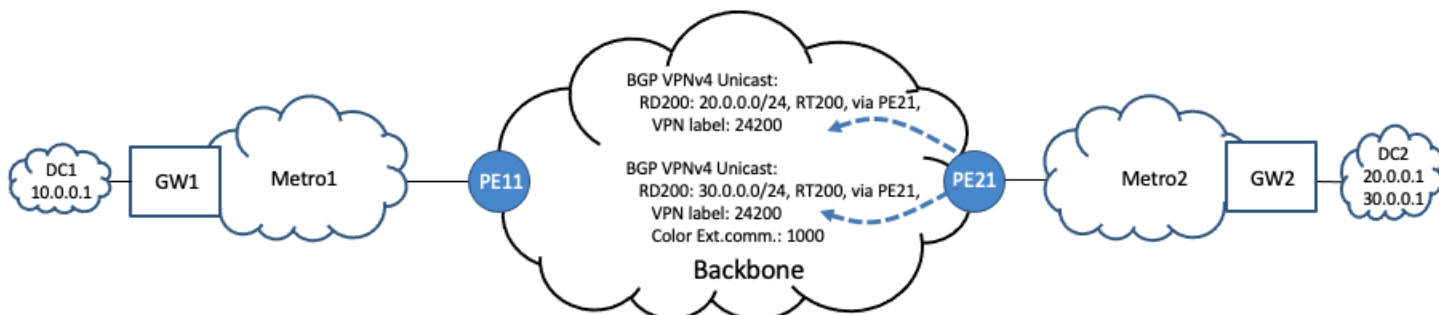 BGP VPNv4 Unicast:
RD200: 20.0.0.0/24, RT200, via PE21,
VPN label: 24200
BGP VPNv4 Unicast:
RD200: 30.0.0.0/24, RT200, via PE21,
VPN label: 24200
Color Ext.comm.: 1000
Backbone
DC1
10.0.0.1
GW1
Metro1
PE11
PE21
Metro2
GW2
DC2
20.0.0.1
30.0.0.1